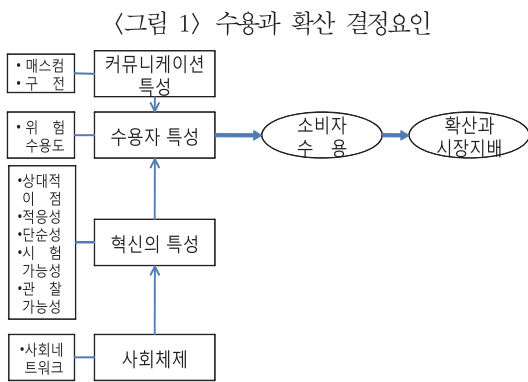 〈그림 1〉 수용과 확산 결정요인
• 매스컴
• 구 전
커뮤니케이션
특성
• 위 험
수용도
수용자 특성
소비자
수 용
확산과
시장지배
•상대적
이 점
•적응성
•단순성
•시 험
가능성
•관 찰
가능성
혁신의 특성
•사회네
트워크
사회체제